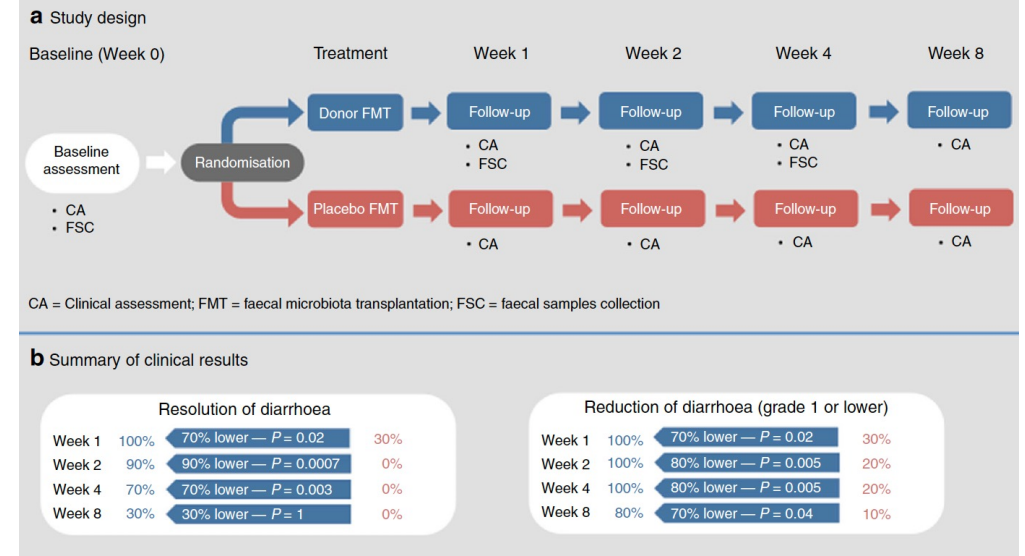 a Study design
Baseline (Week 0) Treatment Week 1 Week 2 Week 4 Week 8
Donor FMT Follow-up Follow-up Follow-up Follow-up
• CA • CA • CA • CA
• FSC • FSC • FSC
Baseline
assessment
Randomisation
• CA
• FSC
Placebo FMT Follow-up Follow-up Follow-up Follow-up
• CA • CA • CA • CA
CA = Clinical assessment; FMT = faecal microbiota transplantation; FSC = faecal samples collection
b Summary of clinical results
Resolution of diarrhoea
Week 1 100% 70% lower — P = 0.02 30%
Week 2 90% 90% lower — P = 0.0007 0%
Week 4 70% 70% lower — P = 0.003 0%
Week 8 30% 30% lower — P = 1 0%
Reduction of diarrhoea (grade 1 or lower)
Week 1 100% 70% lower — P = 0.02 30%
Week 2 100% 80% lower — P = 0.005 20%
Week 4 100% 80% lower — P = 0.005 20%
Week 8 80% 70% lower — P = 0.04 10%